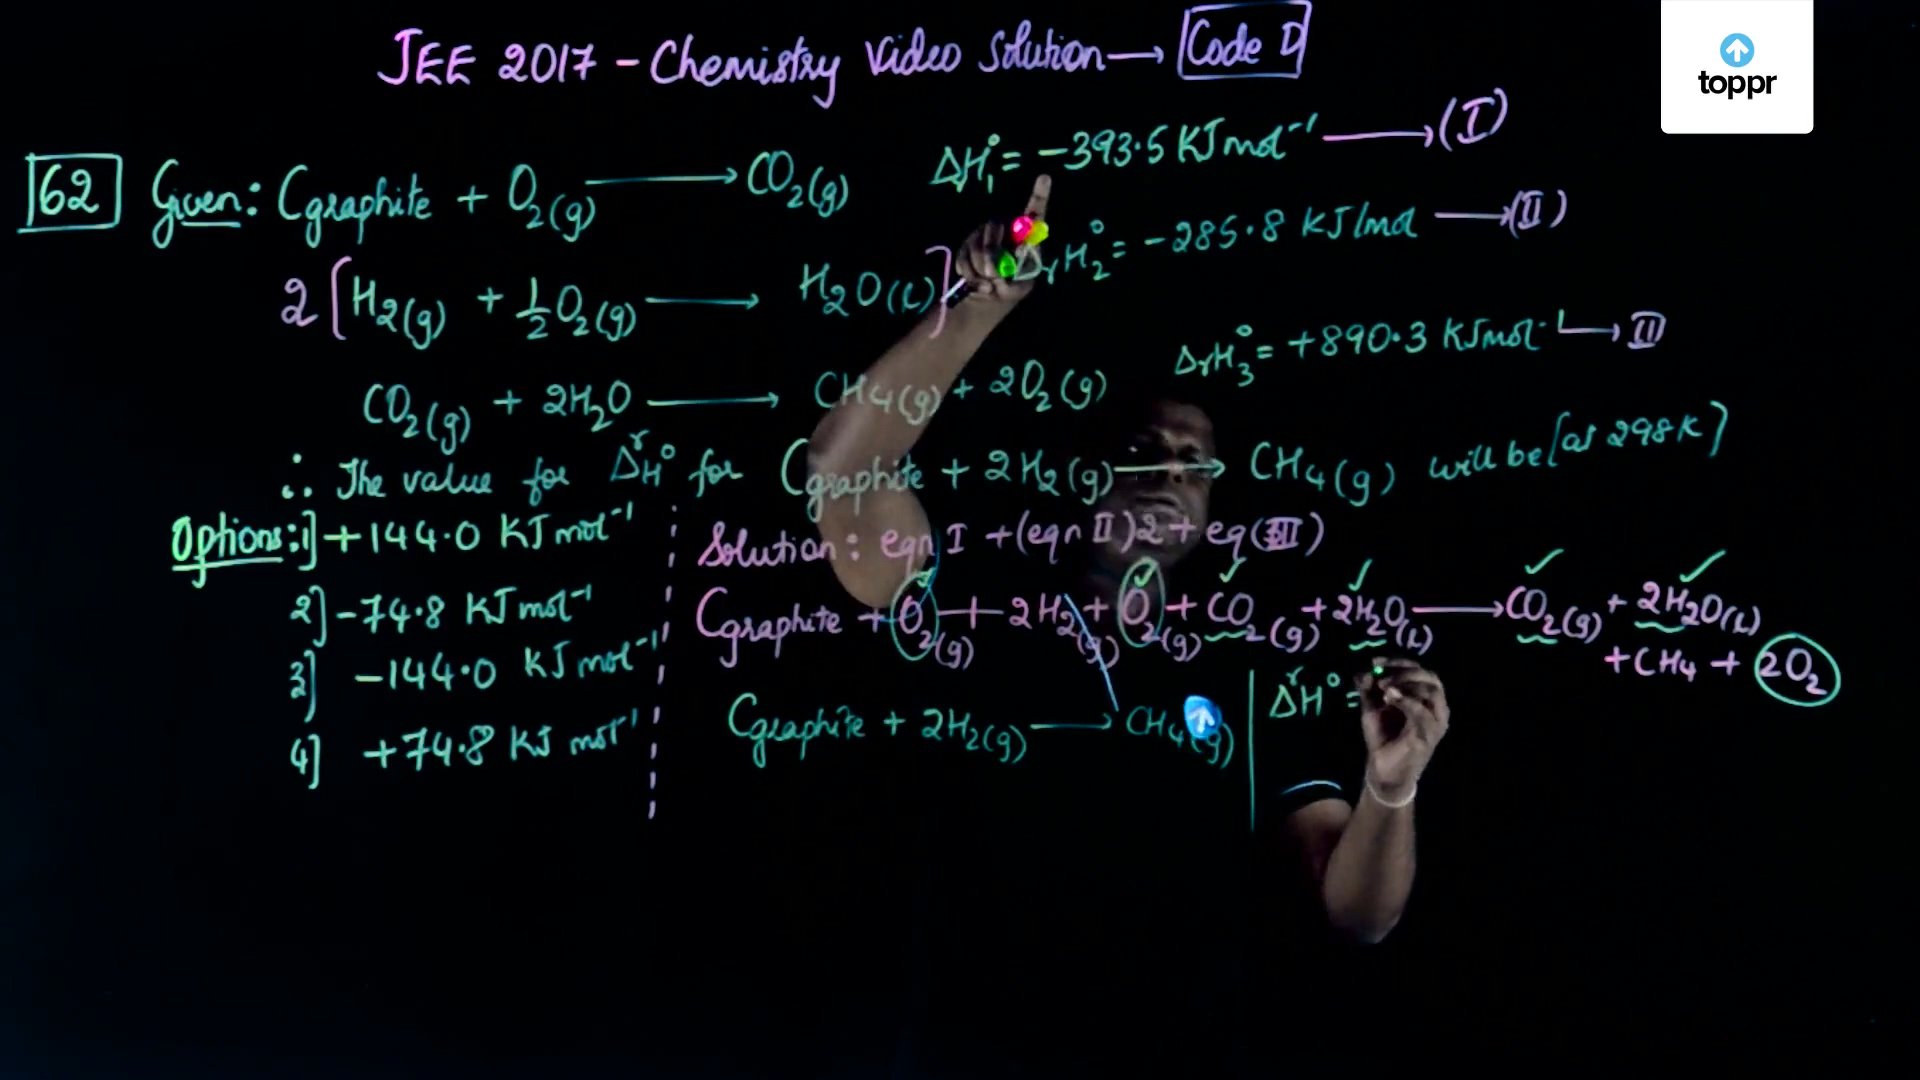 JEE 2017 - Chemistry Video Solution → Code D
toppr
62 Given: Cgraphite + O₂(g) → CO₂(g) ΔrH₁° = -393.5 KJ mol⁻¹ → (I)
2[H₂(g) + ½O₂(g) → H₂O(l)] ΔrH₂° = -285.8 KJ/mol → (II)
CO₂(g) + 2H₂O → CH₄(g) + 2O₂(g) ΔrH₃° = +890.3 KJ mol⁻¹ → III
∴ The value for ΔrH° for Cgraphite + 2H₂(g) → CH₄(g) will be [at 298K]
Options: 1] +144.0 KJ mol⁻¹
2] -74.8 KJ mol⁻¹
3] -144.0 KJ mol⁻¹
4] +74.8 KJ mol⁻¹
Solution: eqn I + (eqn II)2 + eq(III)
Cgraphite + O₂(g) + 2H₂(g) + O₂(g) + CO₂(g) + 2H₂O(l) → CO₂(g) + 2H₂O(l)
+ CH₄ + 2O₂
Cgraphite + 2H₂(g) → CH₄(g) ΔrH° =